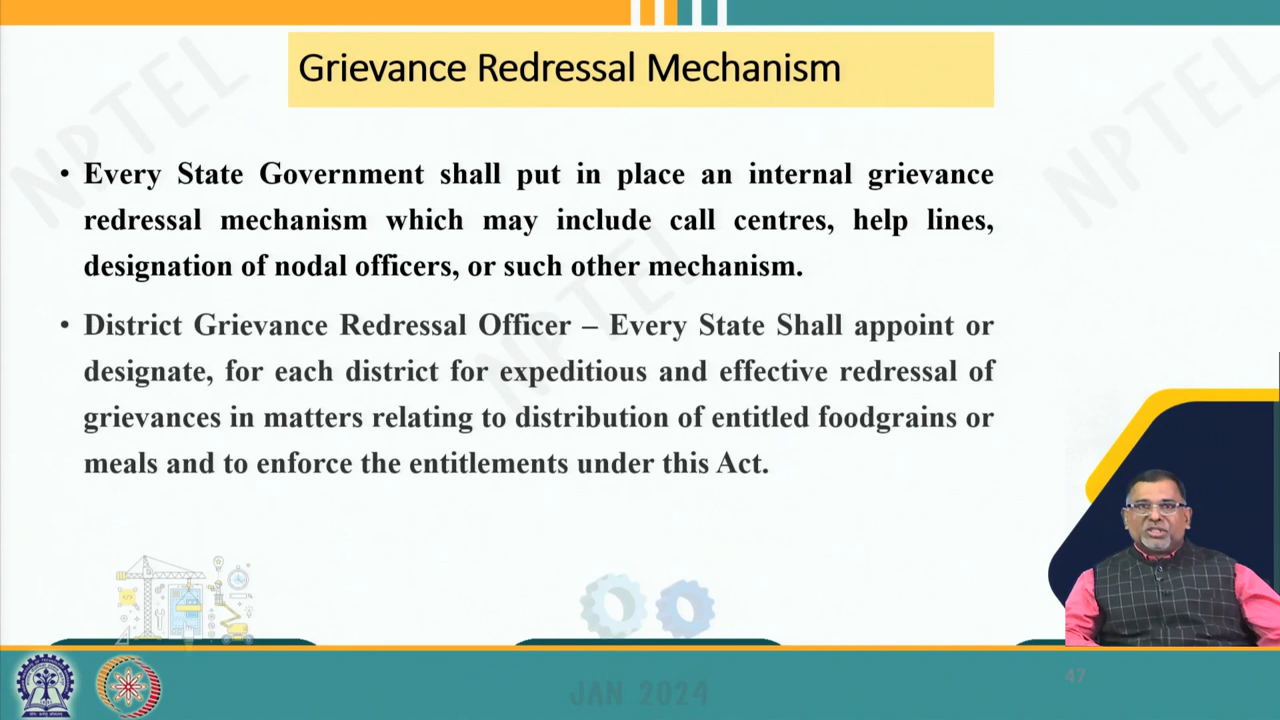 Grievance Redressal Mechanism
• Every State Government shall put in place an internal grievance
redressal mechanism which may include call centres, help lines,
designation of nodal officers, or such other mechanism.
• District Grievance Redressal Officer – Every State Shall appoint or
designate, for each district for expeditious and effective redressal of
grievances in matters relating to distribution of entitled foodgrains or
meals and to enforce the entitlements under this Act.
NPTEL
NPTEL
NPTEL
JAN 2024
47